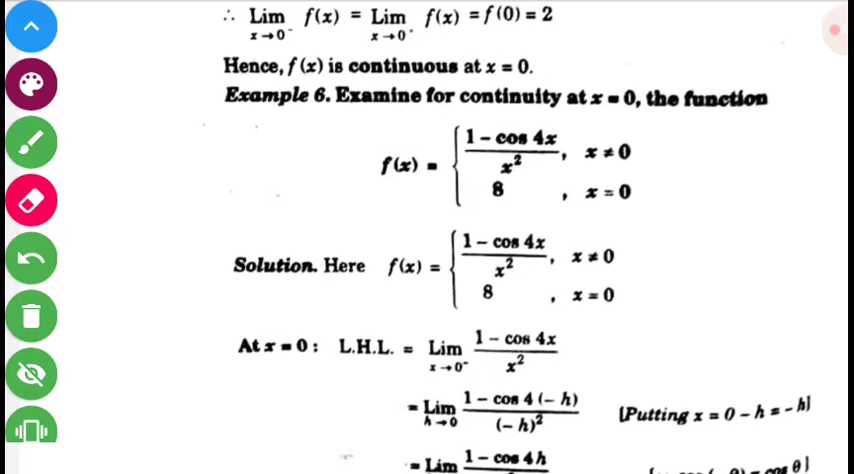 ∴ Lim f(x) = Lim f(x) = f(0) = 2
x→0⁻ x→0⁺
Hence, f (x) is continuous at x = 0.
Example 6. Examine for continuity at x = 0, the function
f(x) = { 1 − cos 4x / x² , x ≠ 0
8 , x = 0
Solution. Here f(x) = { 1 − cos 4x / x² , x ≠ 0
8 , x = 0
At x = 0 : L.H.L. = Lim 1 − cos 4x / x²
x→0⁻
= Lim 1 − cos 4 (− h) / (− h)² [Putting x = 0 − h = − h]
h→0
= Lim 1 − cos 4h